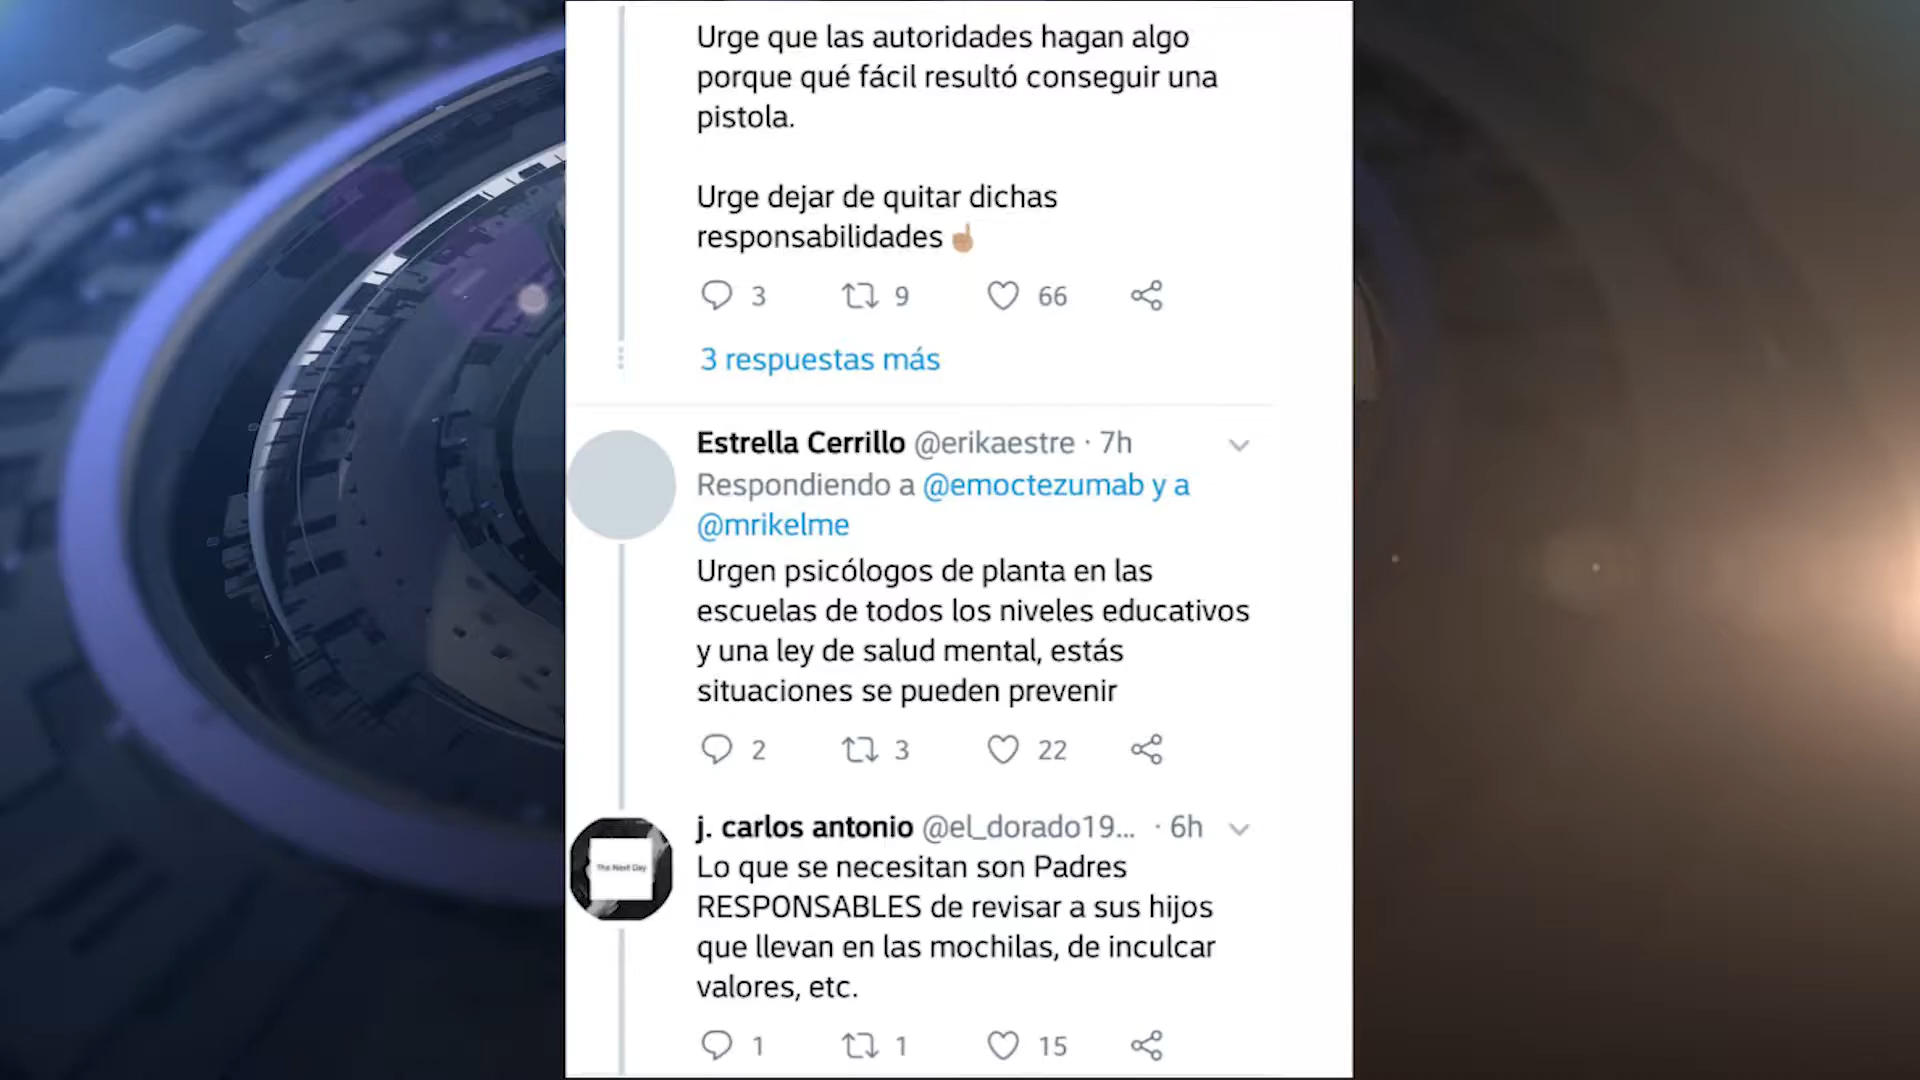 Urge que las autoridades hagan algo
porque qué fácil resultó conseguir una
pistola.
Urge dejar de quitar dichas
responsabilidades☝🏽
3 9 66
3 respuestas más
Estrella Cerrillo @erikaestre · 7h
Respondiendo a @emoctezumab y a
@mrikelme
Urgen psicólogos de planta en las
escuelas de todos los niveles educativos
y una ley de salud mental, estás
situaciones se pueden prevenir
2 3 22
j. carlos antonio @el_dorado19... · 6h
The Next Day
Lo que se necesitan son Padres
RESPONSABLES de revisar a sus hijos
que llevan en las mochilas, de inculcar
valores, etc.
1 1 15